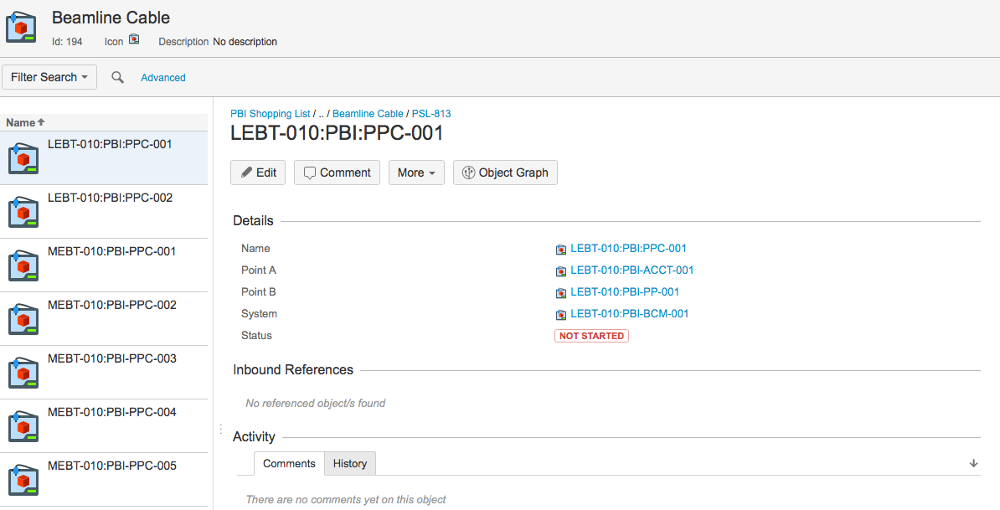 Beamline Cable
Id: 194 Icon Description No description
Filter Search Advanced
Name
LEBT-010:PBI:PPC-001
LEBT-010:PBI:PPC-002
MEBT-010:PBI-PPC-001
MEBT-010:PBI-PPC-002
MEBT-010:PBI-PPC-003
MEBT-010:PBI-PPC-004
MEBT-010:PBI-PPC-005
PBI Shopping List / .. / Beamline Cable / PSL-813
LEBT-010:PBI:PPC-001
Edit Comment More Object Graph
Details
Name LEBT-010:PBI:PPC-001
Point A LEBT-010:PBI-ACCT-001
Point B LEBT-010:PBI-PP-001
System LEBT-010:PBI-BCM-001
Status NOT STARTED
Inbound References
No referenced object/s found
Activity
Comments History
There are no comments yet on this object